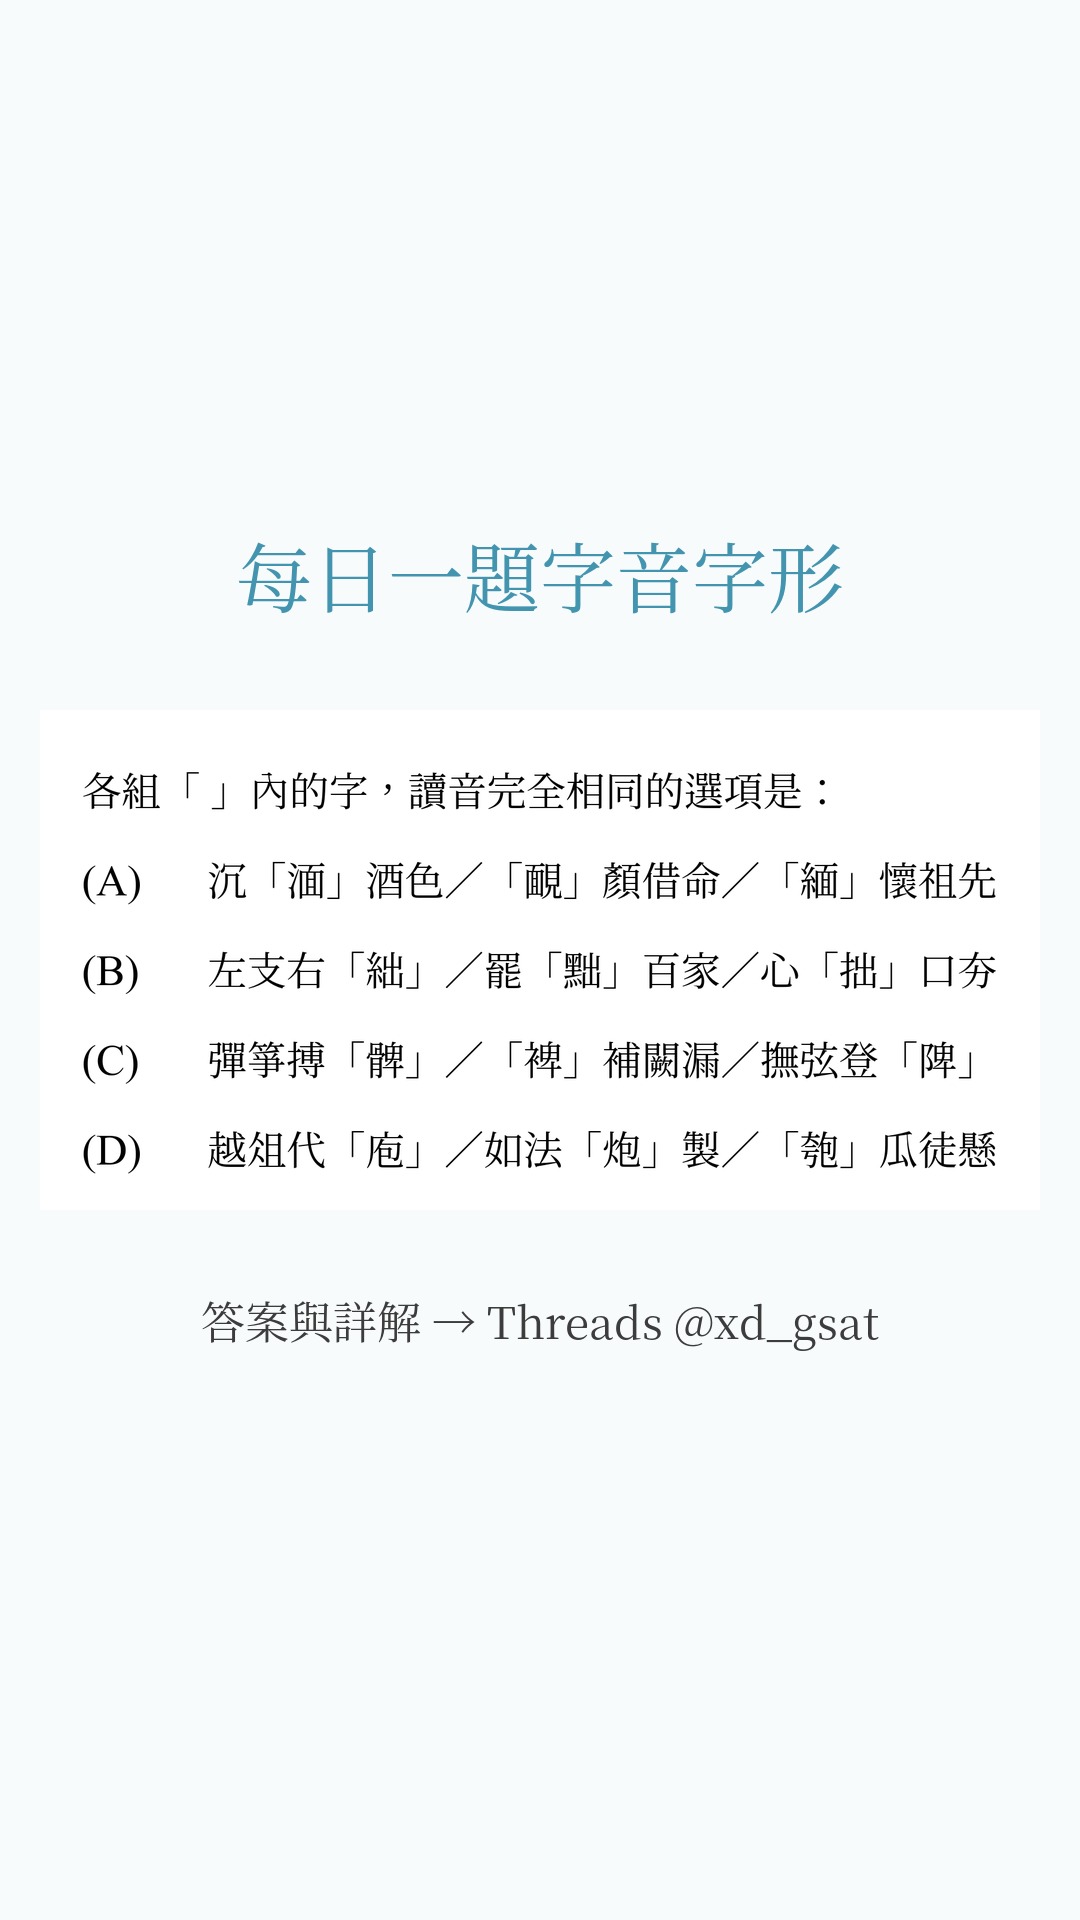 每日一題字音字形
各組「 」內的字，讀音完全相同的選項是：
(A) 沉「湎」酒色／「靦」顏借命／「緬」懷祖先
(B) 左支右「絀」／罷「黜」百家／心「拙」口夯
(C) 彈箏搏「髀」／「裨」補闕漏／撫弦登「陴」
(D) 越俎代「庖」／如法「炮」製／「匏」瓜徒懸
答案與詳解 → Threads @xd_gsat